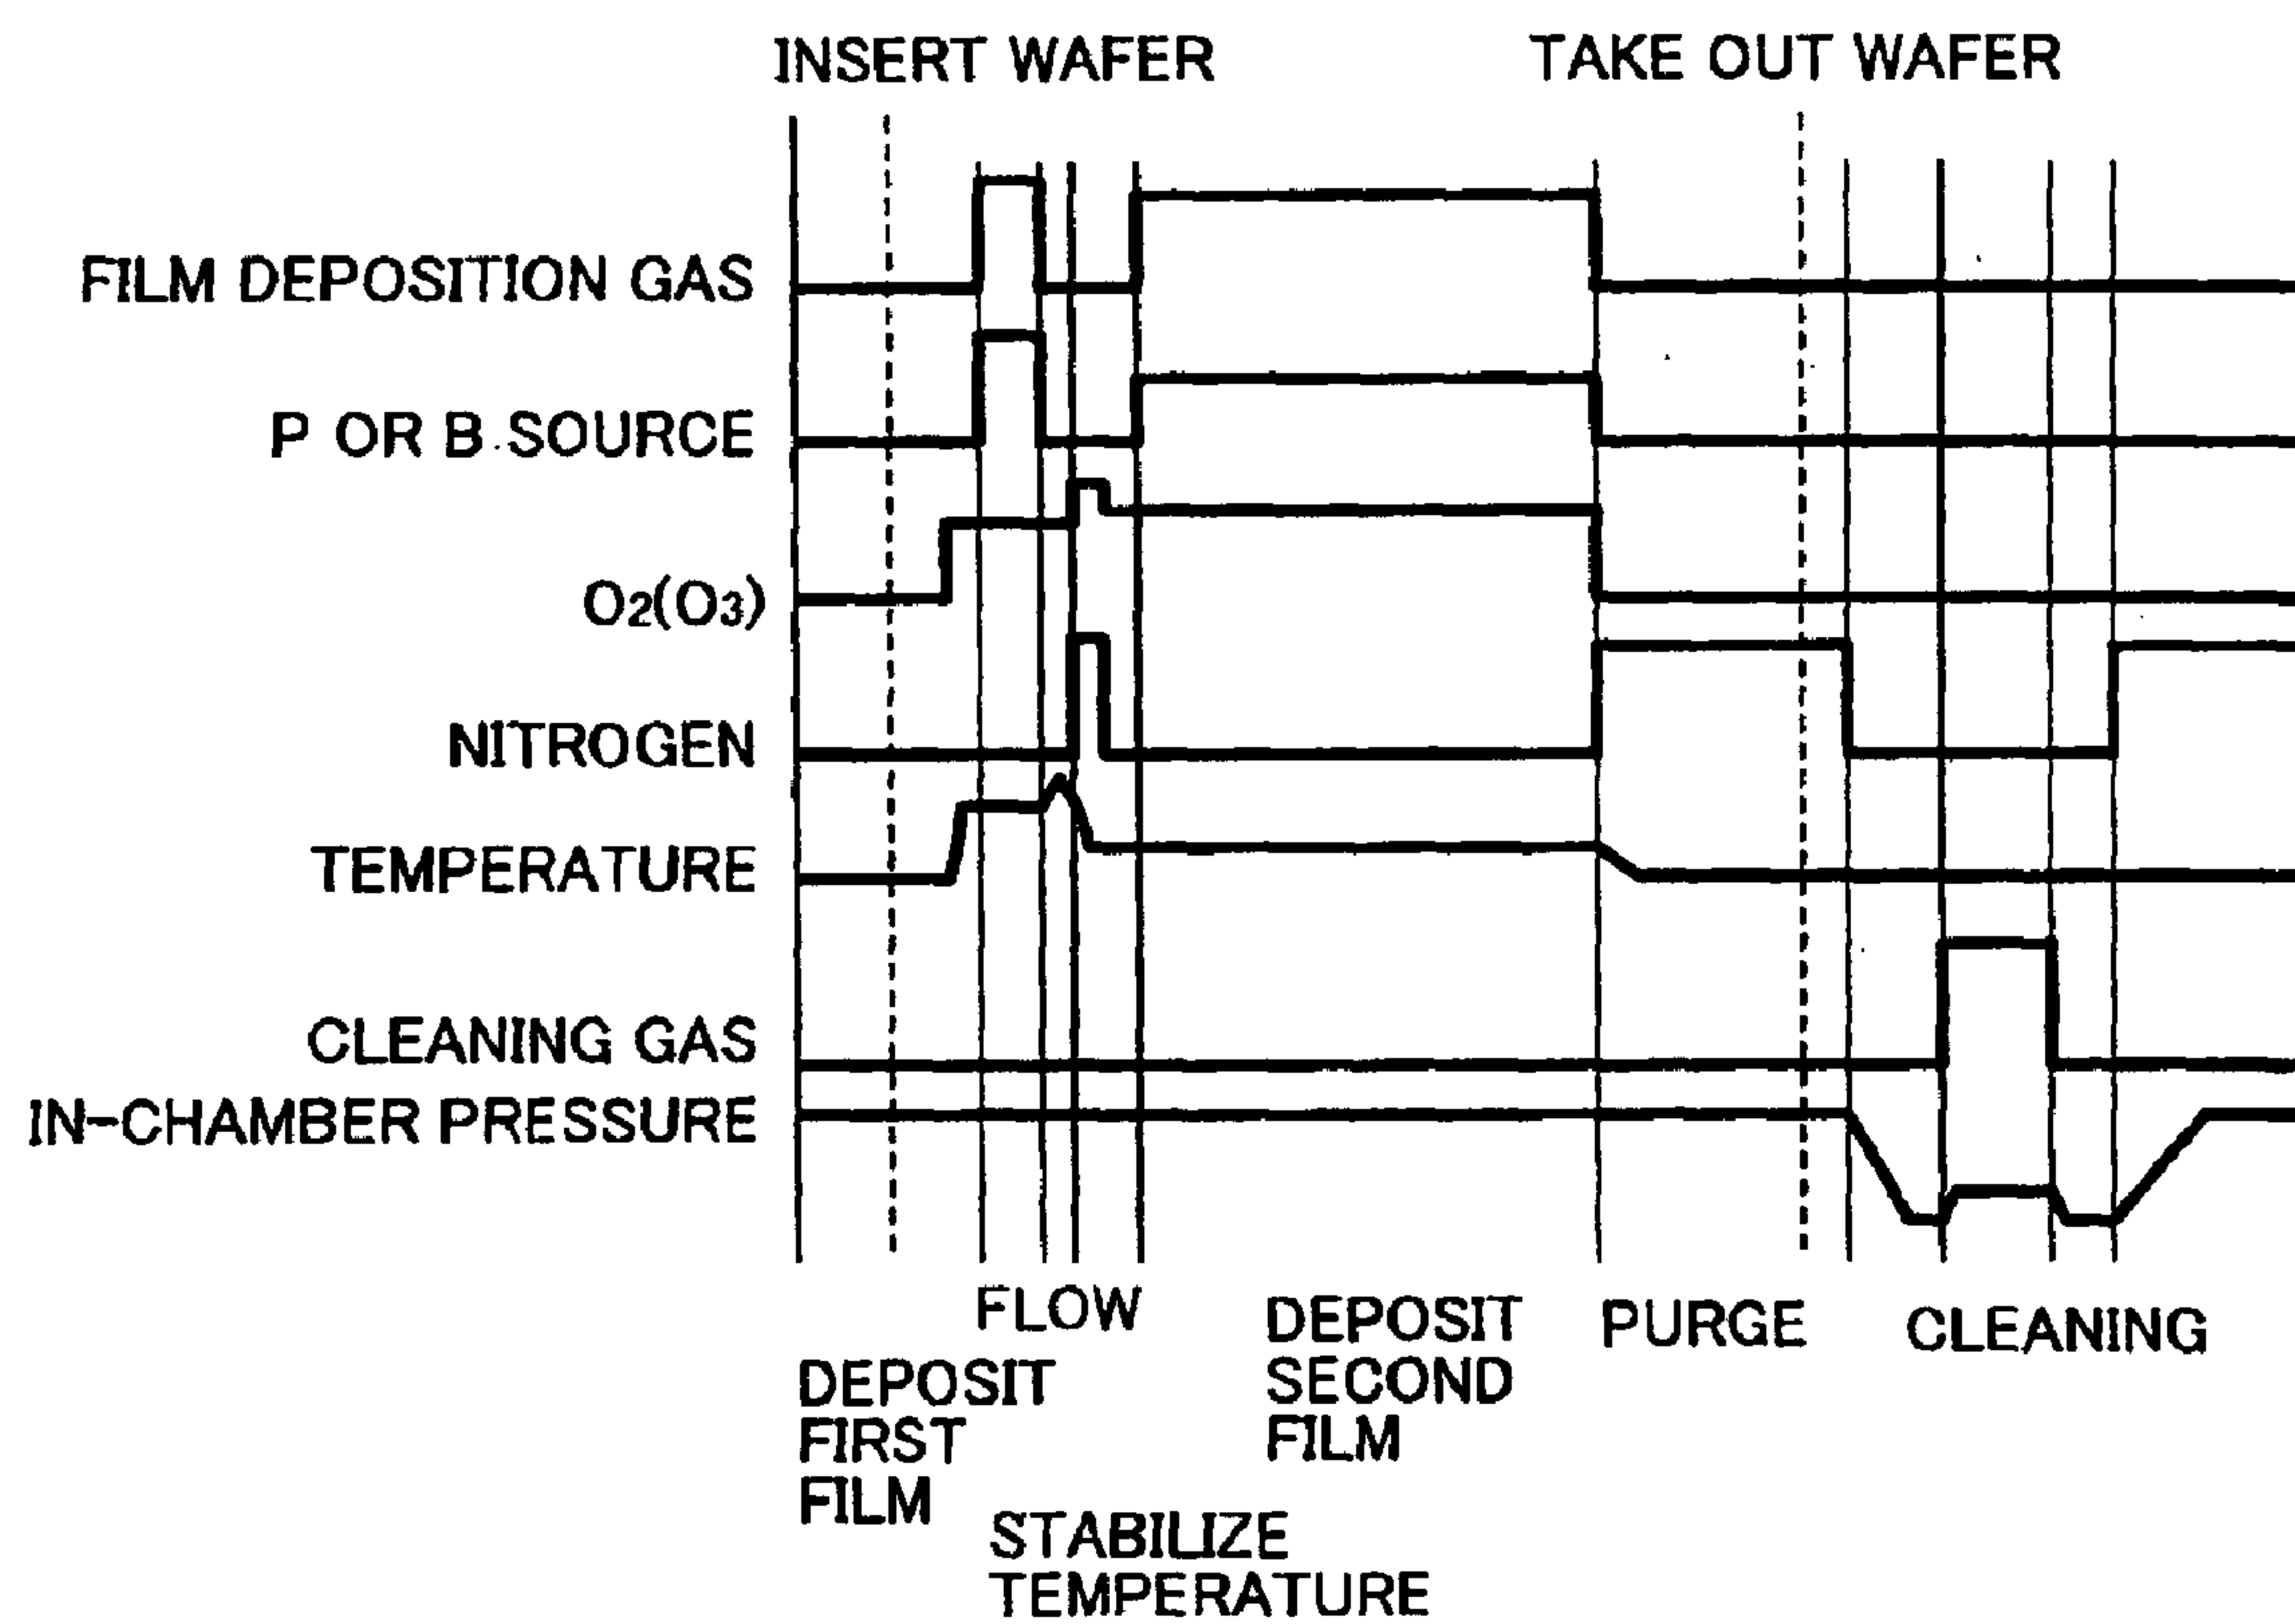 INSERT WAFER
TAKE OUT WAFER
FILM DEPOSITION GAS
P OR B SOURCE
O2(O3)
NITROGEN
TEMPERATURE
CLEANING GAS
IN-CHAMBER PRESSURE
FLOW
DEPOSIT
FIRST
FILM
STABILIZE
TEMPERATURE
DEPOSIT
SECOND
FILM
PURGE
CLEANING